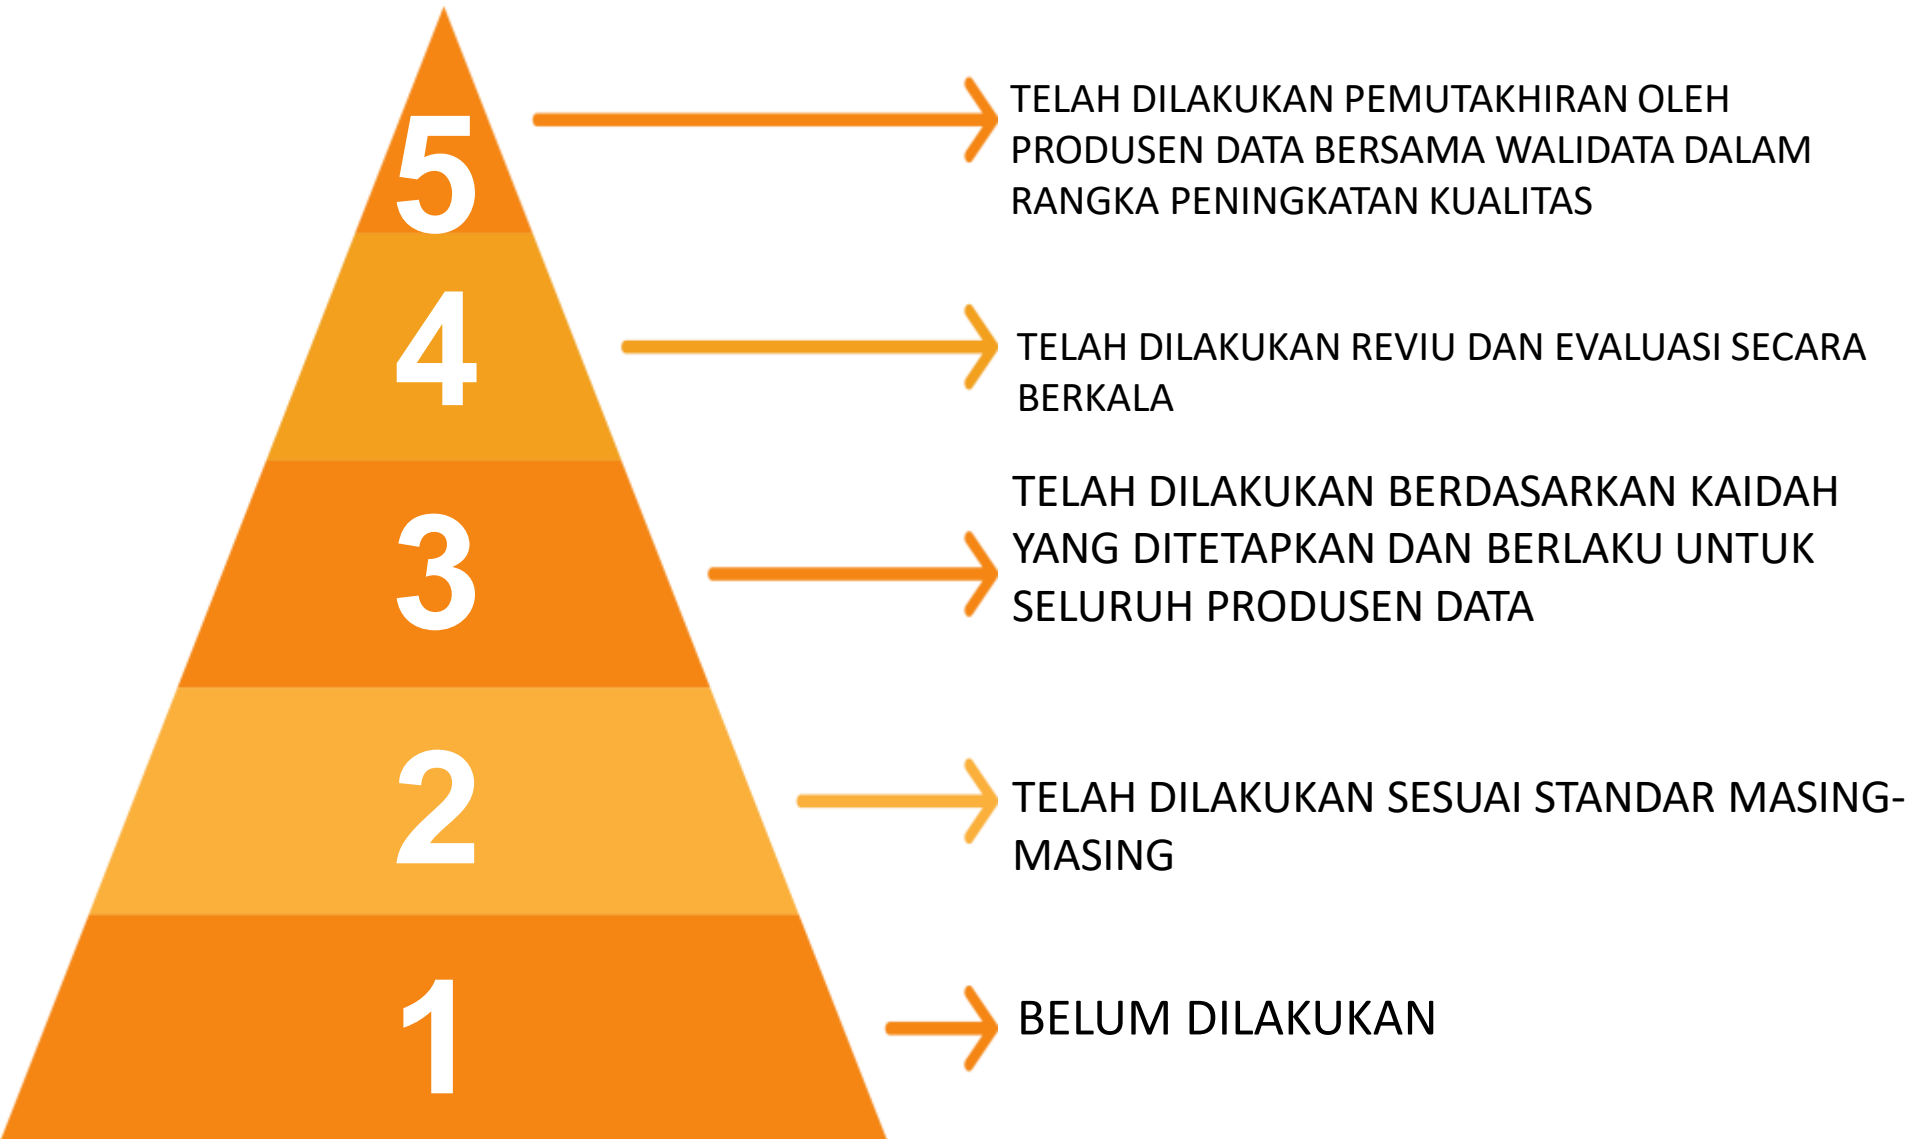 5
TELAH DILAKUKAN PEMUTAKHIRAN OLEH
PRODUSEN DATA BERSAMA WALIDATA DALAM
RANGKA PENINGKATAN KUALITAS
4
TELAH DILAKUKAN REVIU DAN EVALUASI SECARA
BERKALA
3
TELAH DILAKUKAN BERDASARKAN KAIDAH
YANG DITETAPKAN DAN BERLAKU UNTUK
SELURUH PRODUSEN DATA
2
TELAH DILAKUKAN SESUAI STANDAR MASING-
MASING
1
BELUM DILAKUKAN